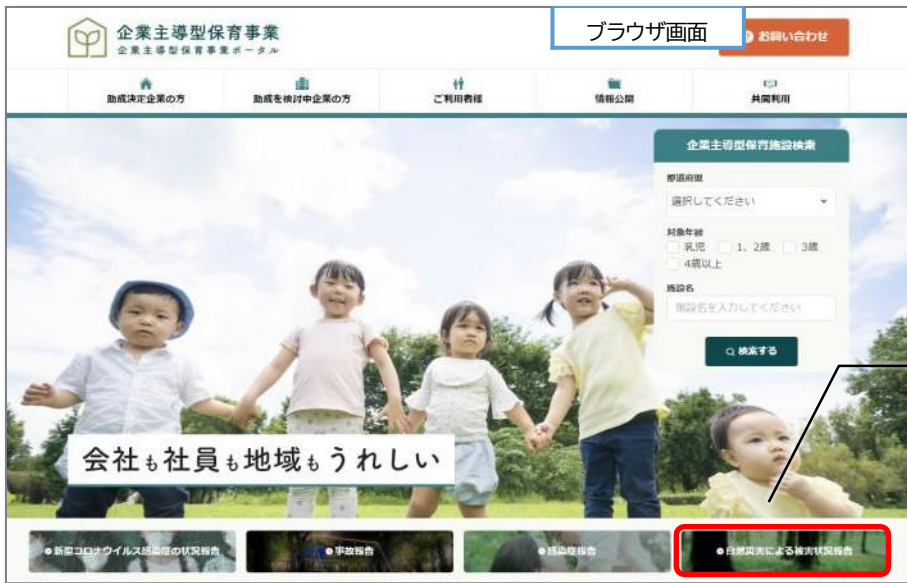 企業主導型保育事業
企業主導型保育事業ポータル
ブラウザ画面
お問い合わせ
助成決定企業の方
助成を検討中企業の方
ご利用者様
情報公開
共同利用
企業主導型保育施設検索
都道府県
選択してください
対象年齢
乳児 1、2歳 3歳
4歳以上
施設名
施設名を入力してください
検索する
会社も社員も地域もうれしい
新型コロナウイルス感染症の状況報告
事故報告
感染症報告
自然災害による被害状況報告